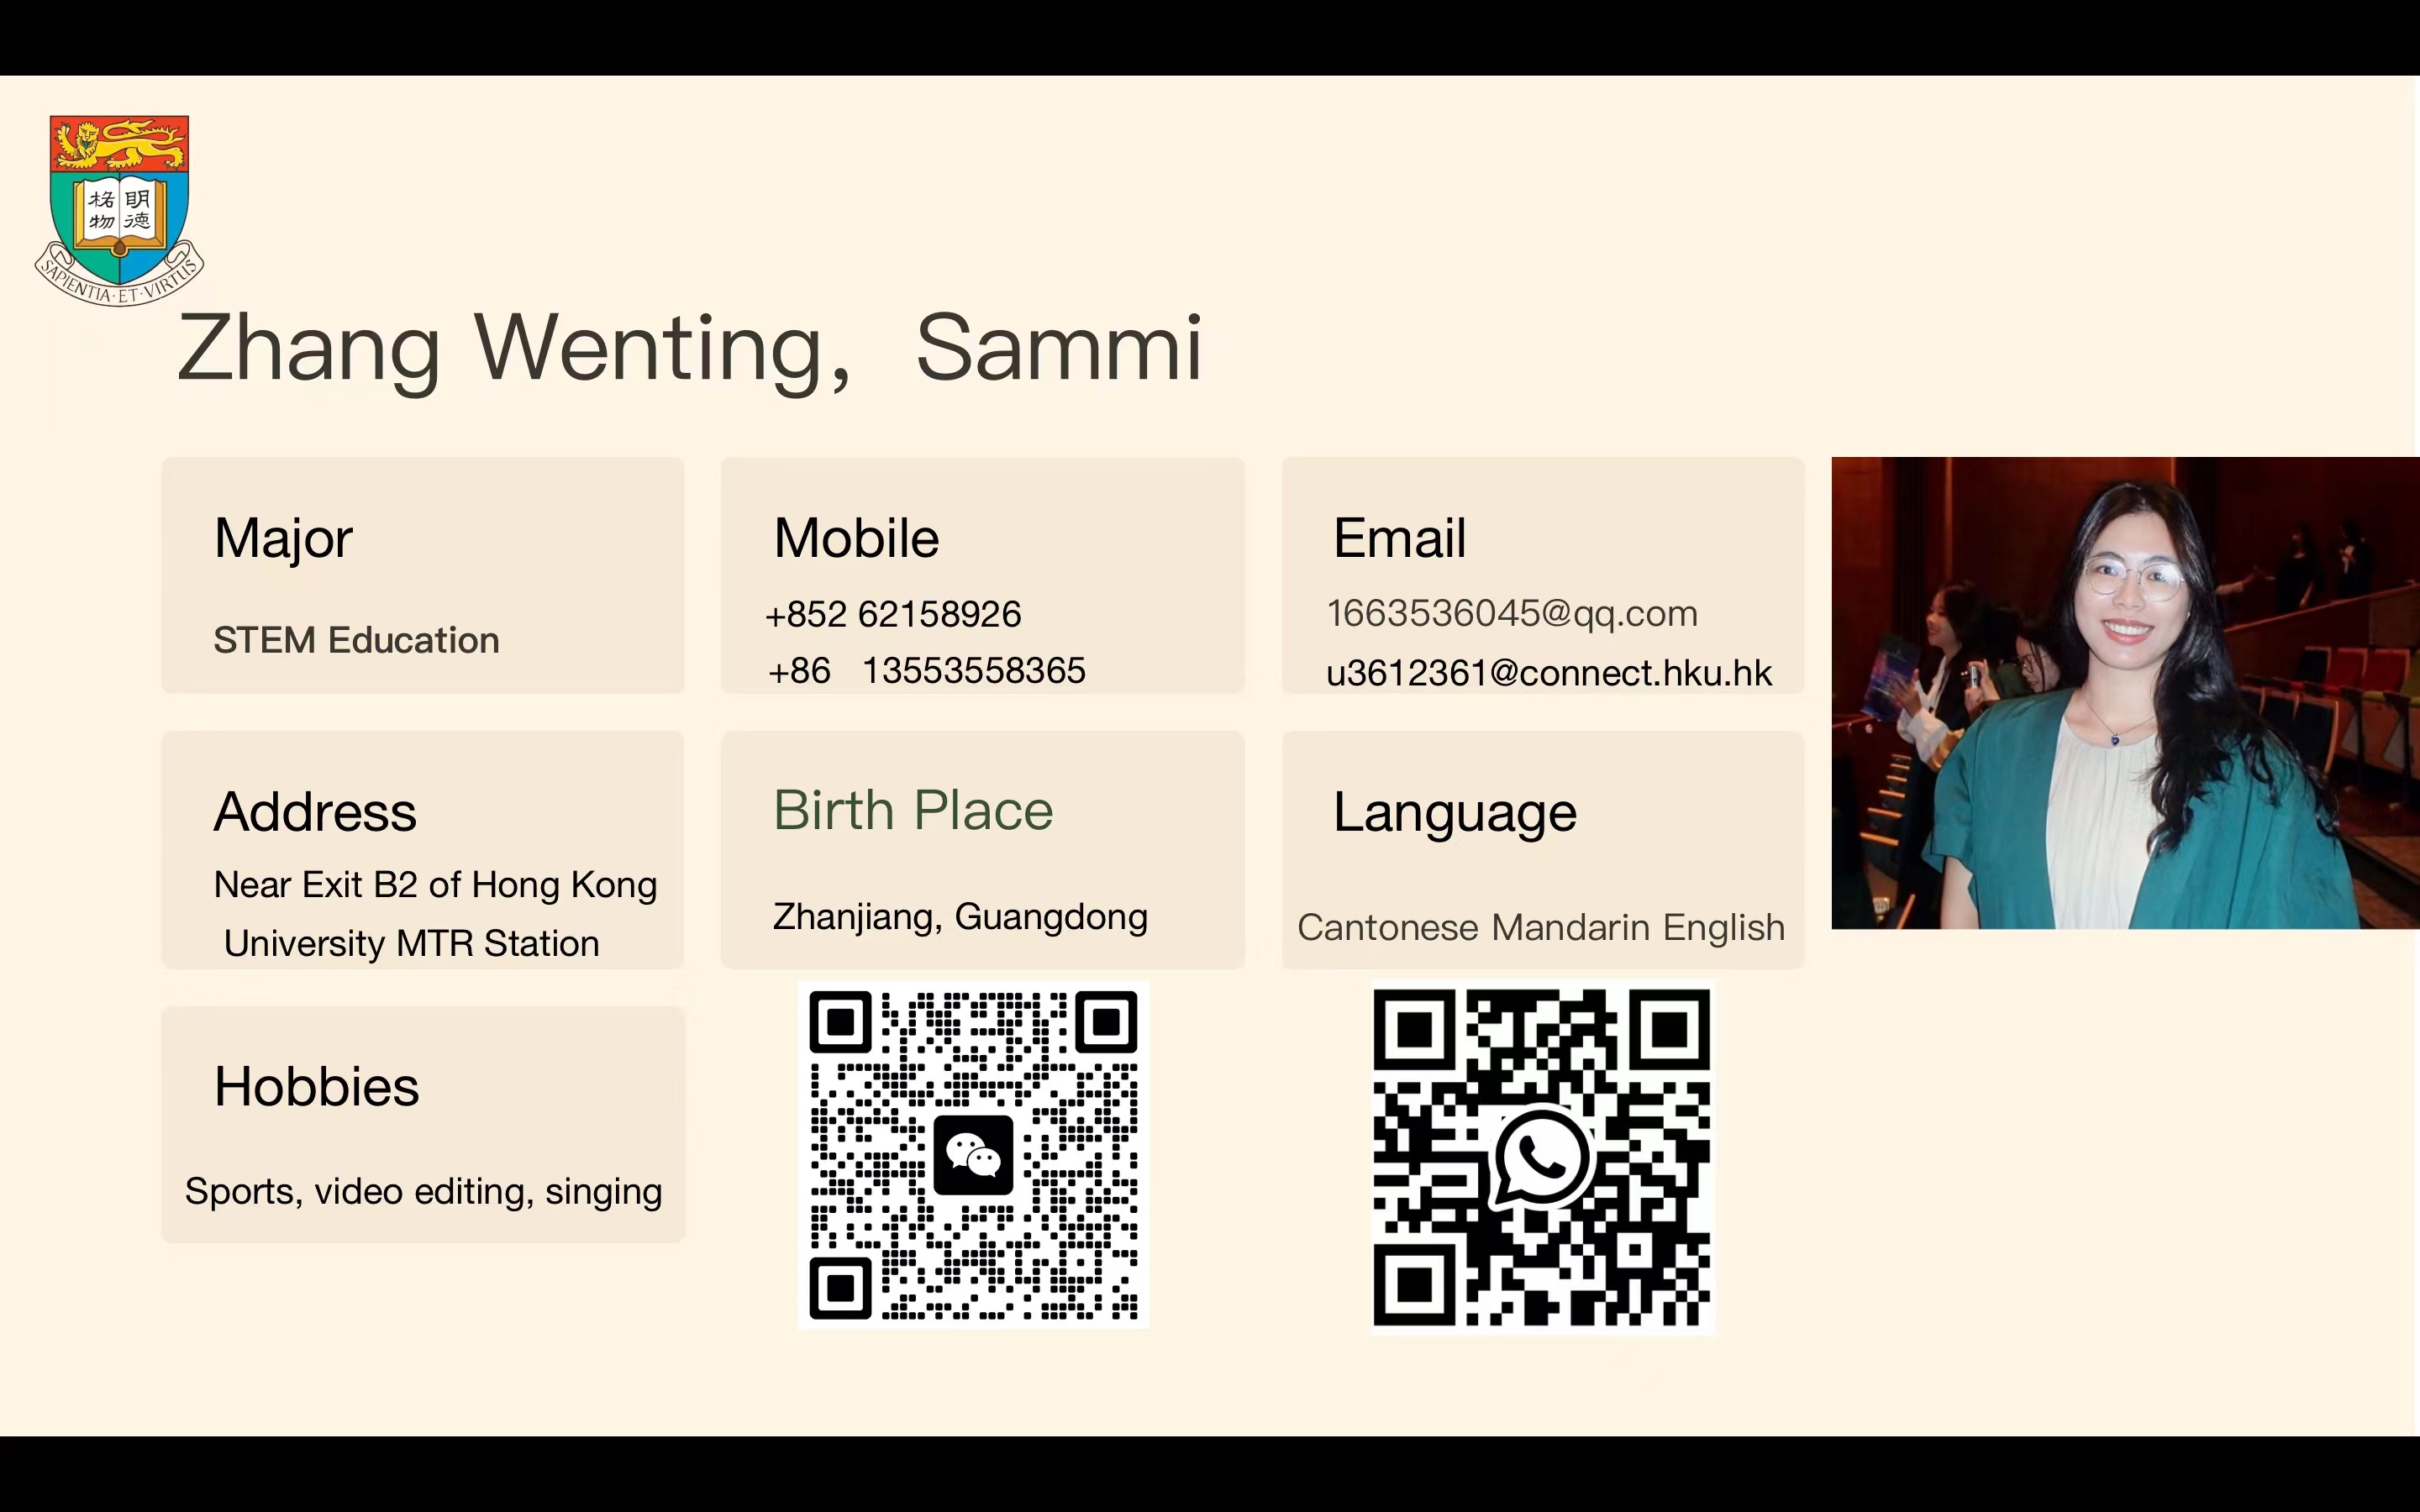 格 明
物 德
SAPIENTIA·ET·VIRTUS
Zhang Wenting, Sammi
Major
STEM Education
Mobile
+852 62158926
+86 13553558365
Email
1663536045@qq.com
u3612361@connect.hku.hk
Address
Near Exit B2 of Hong Kong
University MTR Station
Birth Place
Zhanjiang, Guangdong
Language
Cantonese Mandarin English
Hobbies
Sports, video editing, singing